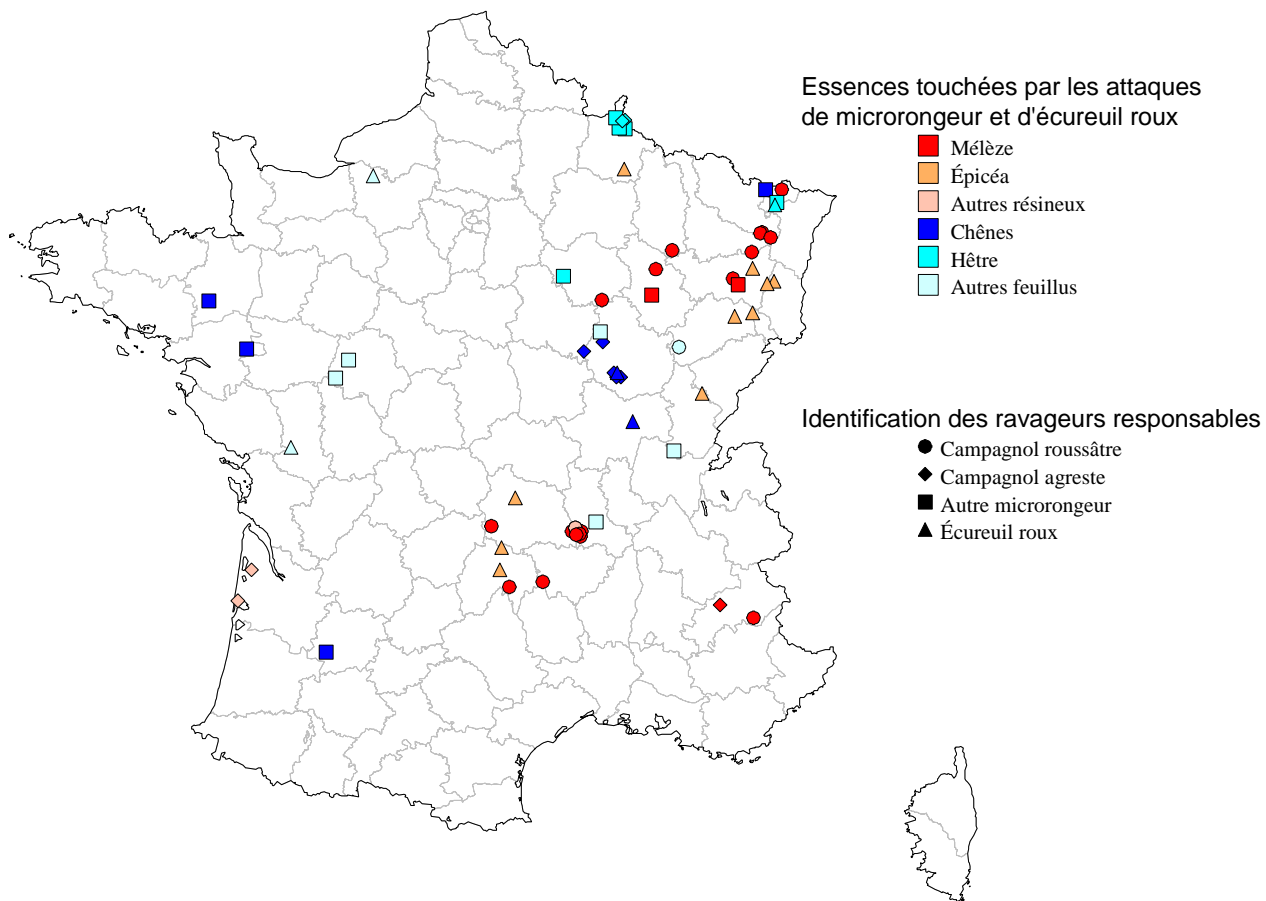 Essences touchées par les attaques
de microrongeur et d'écureuil roux
Mélèze
Épicéa
Autres résineux
Chênes
Hêtre
Autres feuillus
Identification des ravageurs responsables
Campagnol roussâtre
Campagnol agreste
Autre microrongeur
Écureuil roux